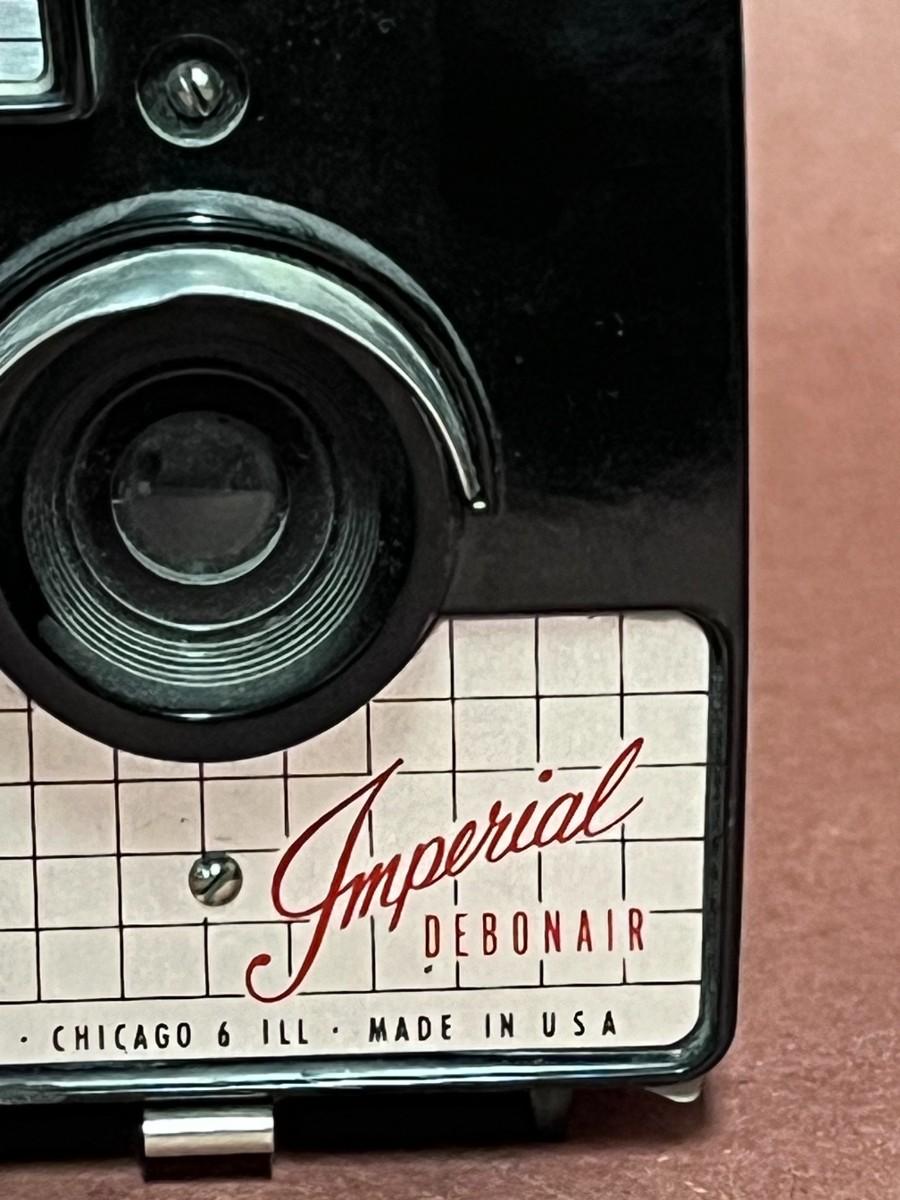 Imperial
DEBONAIR
· CHICAGO 6 ILL · MADE IN USA